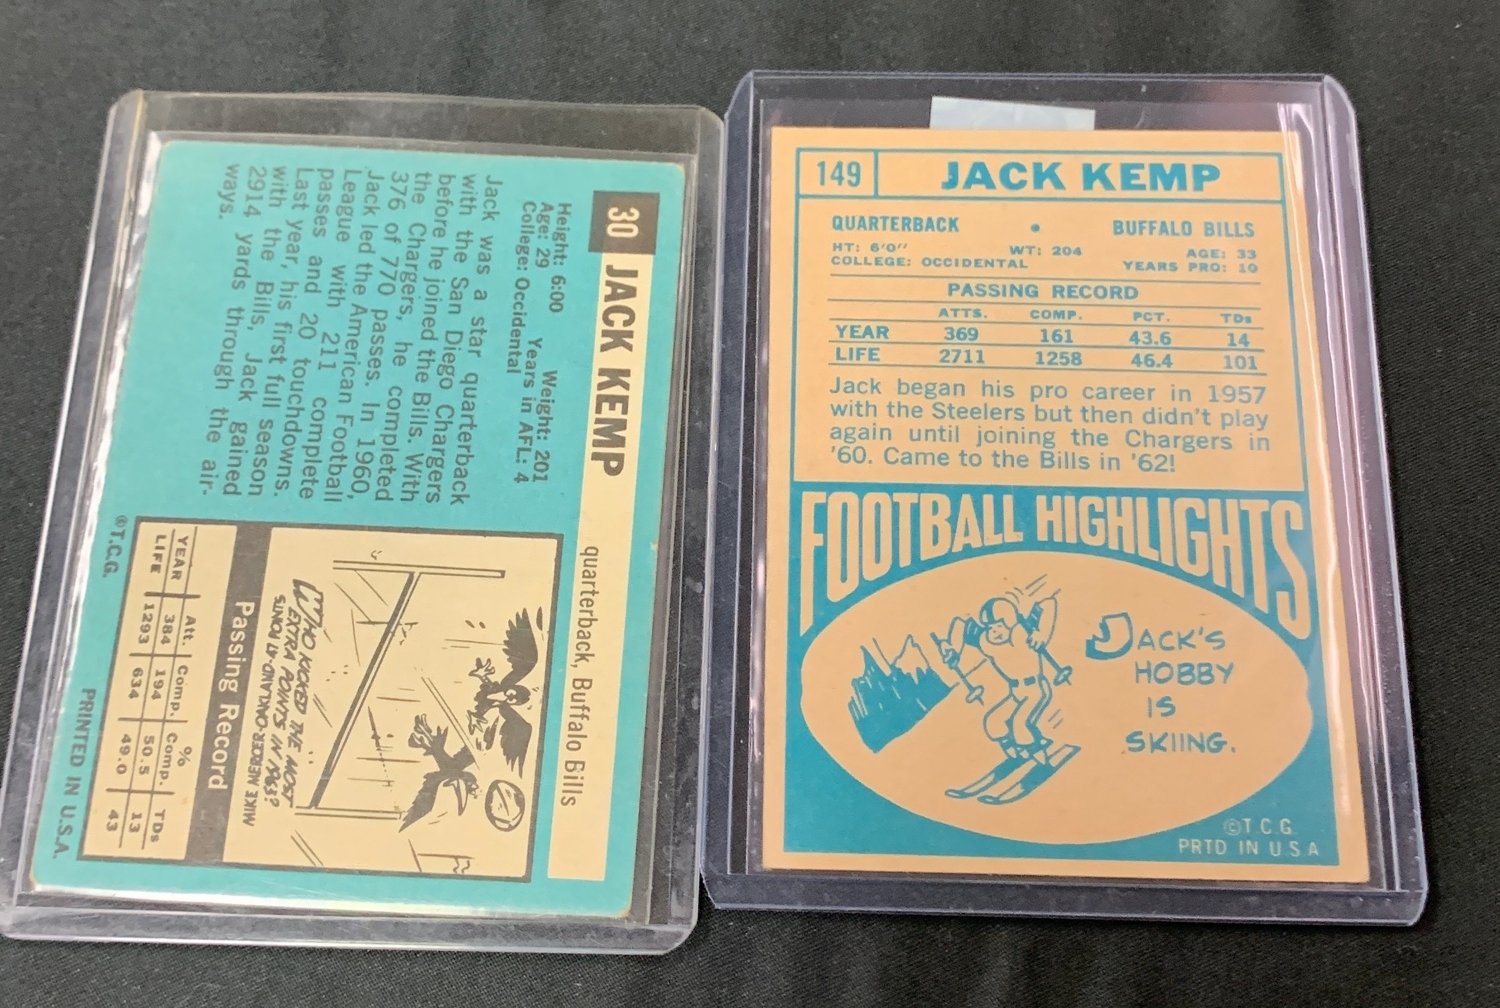 30 JACK KEMP quarterback, Buffalo Bills
Height: 6:00 Weight: 201
Age: 29 Years in AFL: 4
College: Occidental
Jack was a star quarterback
with the San Diego Chargers
before he joined the Bills. With
the Chargers, he completed
376 of 770 passes. In 1960,
Jack led the American Football
League with 211 complete
passes and 20 touchdowns.
Last year, his first full season
with the Bills, Jack gained
2914 yards through the air-
ways.
WHO KICKED THE MOST
EXTRA POINTS IN 1963?
MIKE MERCER, OAKLAND-47 POINTS
Passing Record
Att. Comp. % Comp. TDs
YEAR 384 194 50.5 13
LIFE 1293 634 49.0 43
©T.C.G. PRINTED IN U.S.A.
149 JACK KEMP
QUARTERBACK • BUFFALO BILLS
HT: 6'0" WT: 204 AGE: 33
COLLEGE: OCCIDENTAL YEARS PRO: 10
PASSING RECORD
ATTS. COMP. PCT. TDs
YEAR 369 161 43.6 14
LIFE 2711 1258 46.4 101
Jack began his pro career in 1957
with the Steelers but then didn't play
again until joining the Chargers in
'60. Came to the Bills in '62!
FOOTBALL HIGHLIGHTS
JACK'S
HOBBY
IS
SKIING.
©T.C.G.
PRTD IN U S A